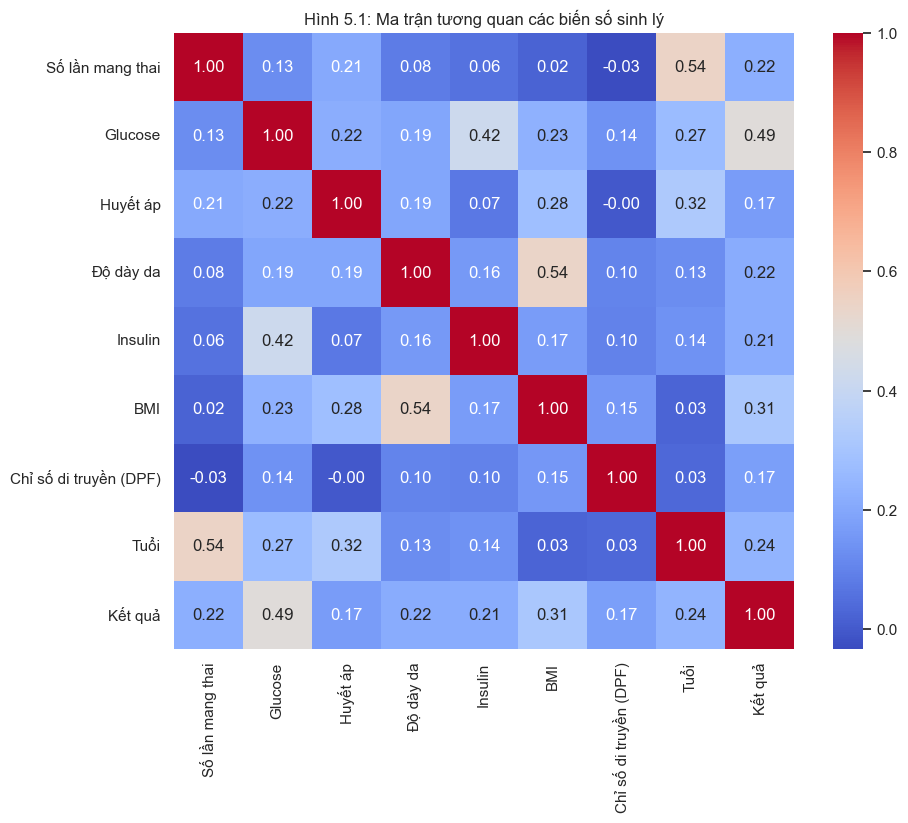 Hình 5.1: Ma trận tương quan các biến số sinh lý
Số lần mang thai 1.00 0.13 0.21 0.08 0.06 0.02 -0.03 0.54 0.22
Glucose 0.13 1.00 0.22 0.19 0.42 0.23 0.14 0.27 0.49
Huyết áp 0.21 0.22 1.00 0.19 0.07 0.28 -0.00 0.32 0.17
Độ dày da 0.08 0.19 0.19 1.00 0.16 0.54 0.10 0.13 0.22
Insulin 0.06 0.42 0.07 0.16 1.00 0.17 0.10 0.14 0.21
BMI 0.02 0.23 0.28 0.54 0.17 1.00 0.15 0.03 0.31
Chỉ số di truyền (DPF) -0.03 0.14 -0.00 0.10 0.10 0.15 1.00 0.03 0.17
Tuổi 0.54 0.27 0.32 0.13 0.14 0.03 0.03 1.00 0.24
Kết quả 0.22 0.49 0.17 0.22 0.21 0.31 0.17 0.24 1.00
Số lần mang thai
Glucose
Huyết áp
Độ dày da
Insulin
BMI
Chỉ số di truyền (DPF)
Tuổi
Kết quả
1.0
0.8
0.6
0.4
0.2
0.0